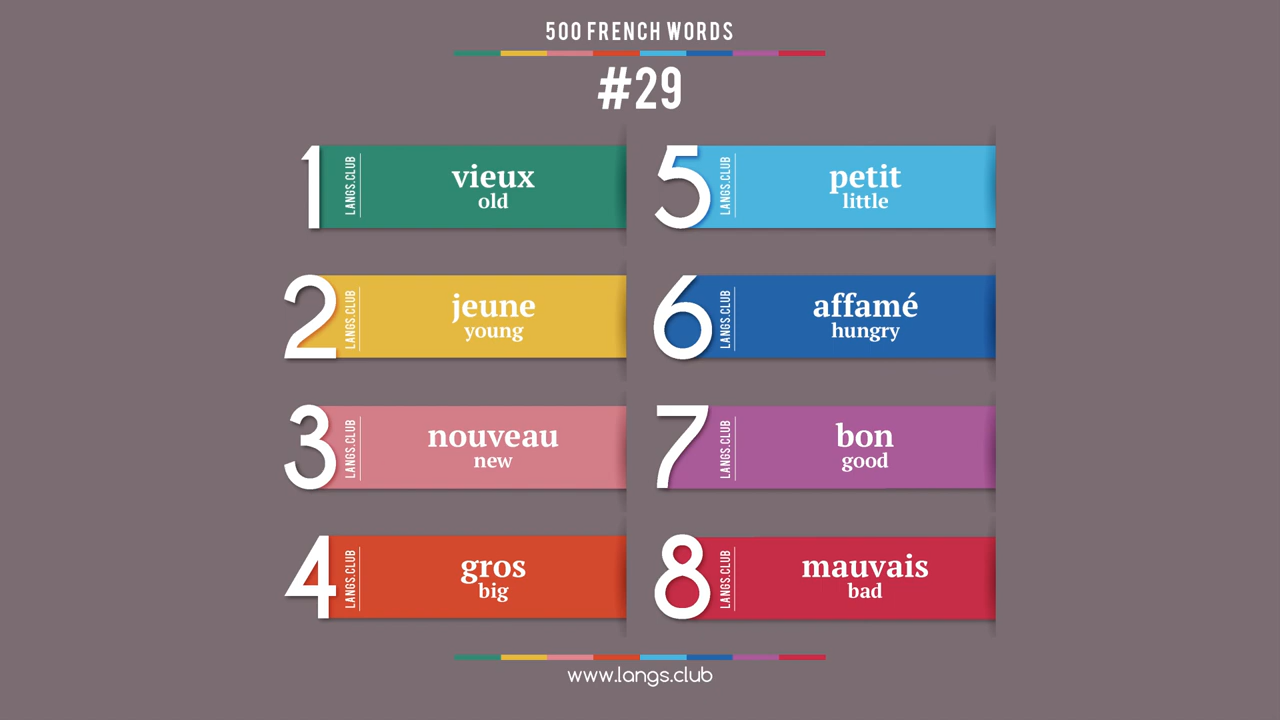 500 FRENCH WORDS
#29
1
LANGS.CLUB
vieux
old
2
LANGS.CLUB
jeune
young
3
LANGS.CLUB
nouveau
new
4
LANGS.CLUB
gros
big
5
LANGS.CLUB
petit
little
6
LANGS.CLUB
affamé
hungry
7
LANGS.CLUB
bon
good
8
LANGS.CLUB
mauvais
bad
www.langs.club